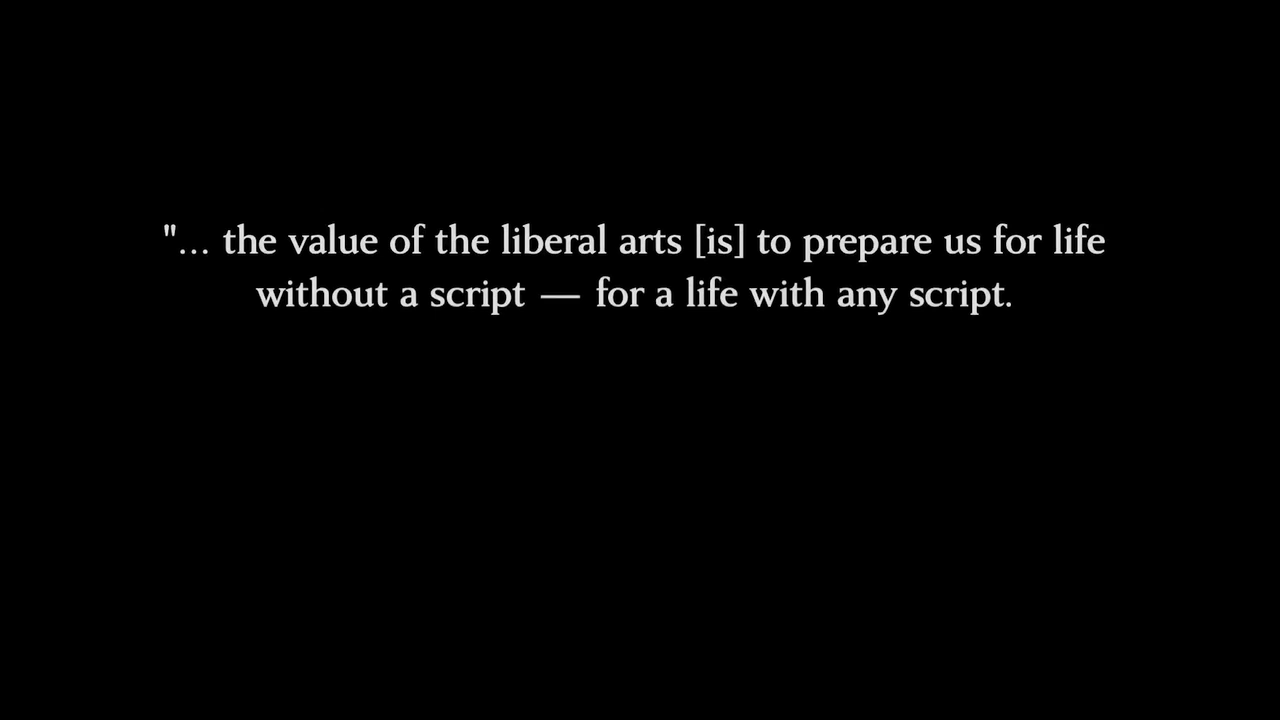 "... the value of the liberal arts [is] to prepare us for life
without a script — for a life with any script.